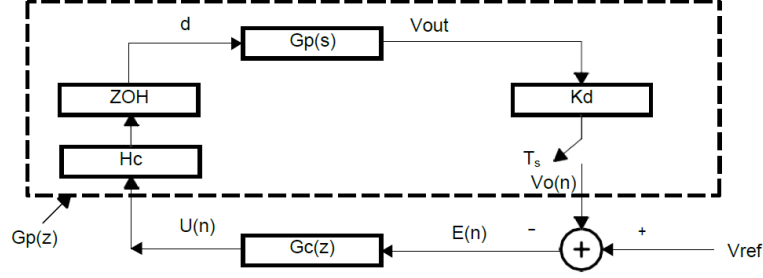 d
Gp(s)
Vout
ZOH
Kd
Hc
Ts
Vo(n)
Gp(z)
U(n)
Gc(z)
E(n)
−
+
Vref
+